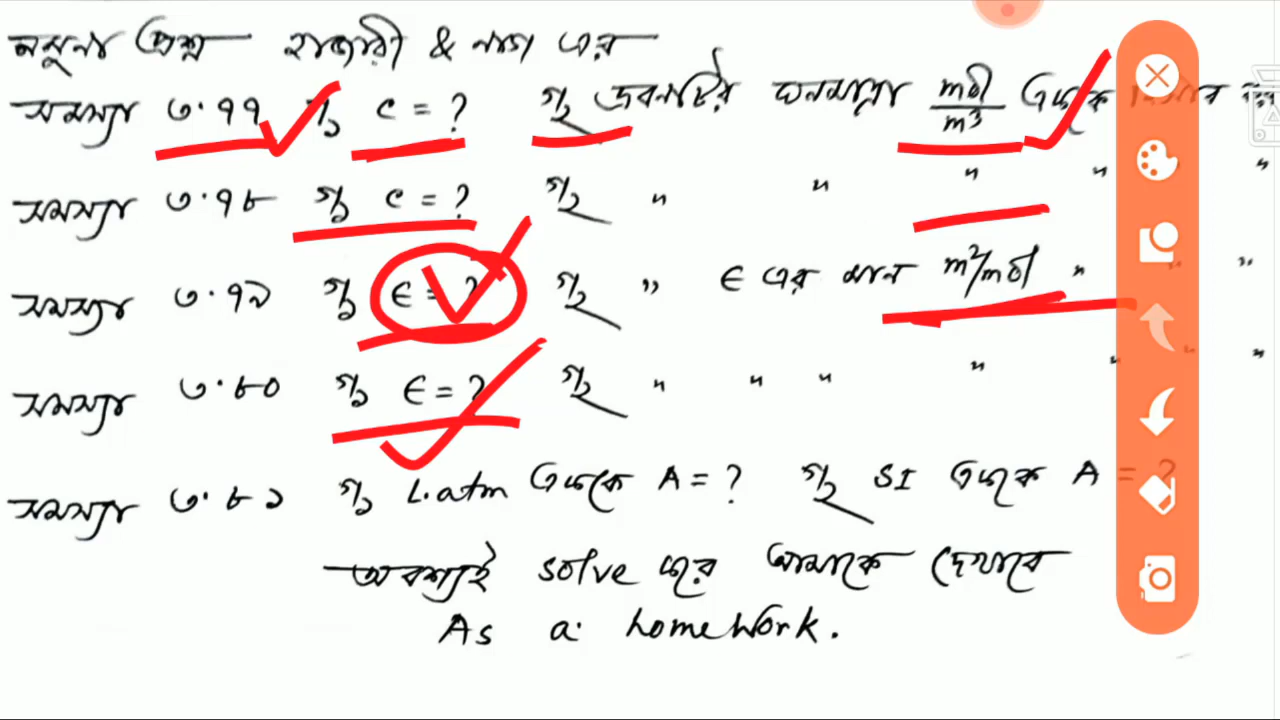 নমুনা প্রশ্ন হাজারী & নাগ এর
সমস্যা ৩.৭৭ গ১ c = ? গ২ দ্রবনটির ঘনমাত্রা mol/m³ এককে
সমস্যা ৩.৭৮ গ১ c = ? গ২ " " " " "
সমস্যা ৩.৭৯ গ১ ϵ = ? গ২ " ϵ এর মান m²/mol " " "
সমস্যা ৩.৮০ গ১ ϵ = ? গ২ " " " " " " "
সমস্যা ৩.৮১ গ১ L.atm এককে A = ? গ২ SI এককে A = ?
অবশ্যই solve করে আমাকে দেখাবে
As a homework.